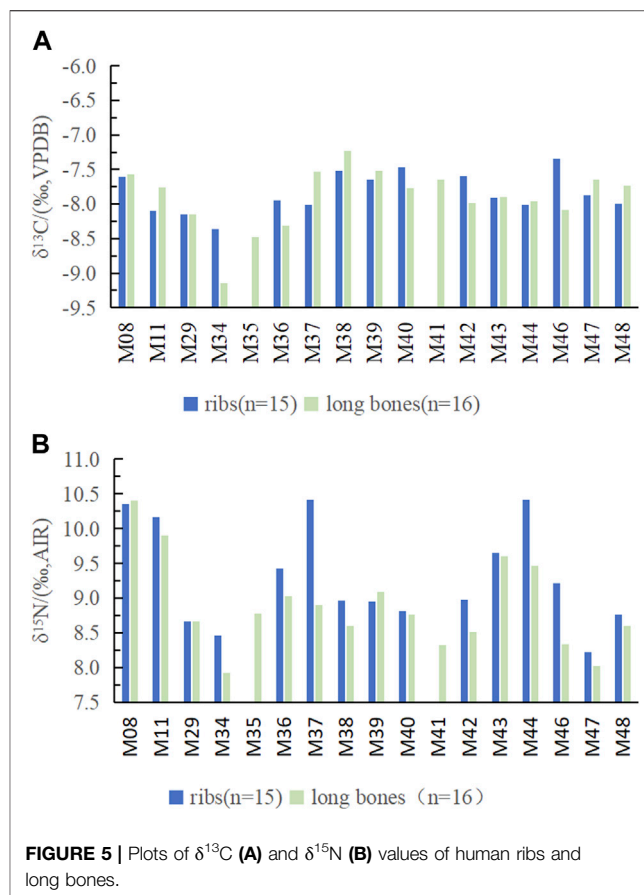 A
-6.0
-6.5
-7.0
-7.5
-8.0
-8.5
-9.0
-9.5
δ¹³C/(‰,VPDB)
M08 M11 M29 M34 M35 M36 M37 M38 M39 M40 M41 M42 M43 M44 M46 M47 M48
ribs(n=15) long bones(n=16)
B
11.0
10.5
10.0
9.5
9.0
8.5
8.0
7.5
δ¹⁵N/(‰,AIR)
M08 M11 M29 M34 M35 M36 M37 M38 M39 M40 M41 M42 M43 M44 M46 M47 M48
ribs(n=15) long bones（n=16）
FIGURE 5 | Plots of δ¹³C (A) and δ¹⁵N (B) values of human ribs and
long bones.